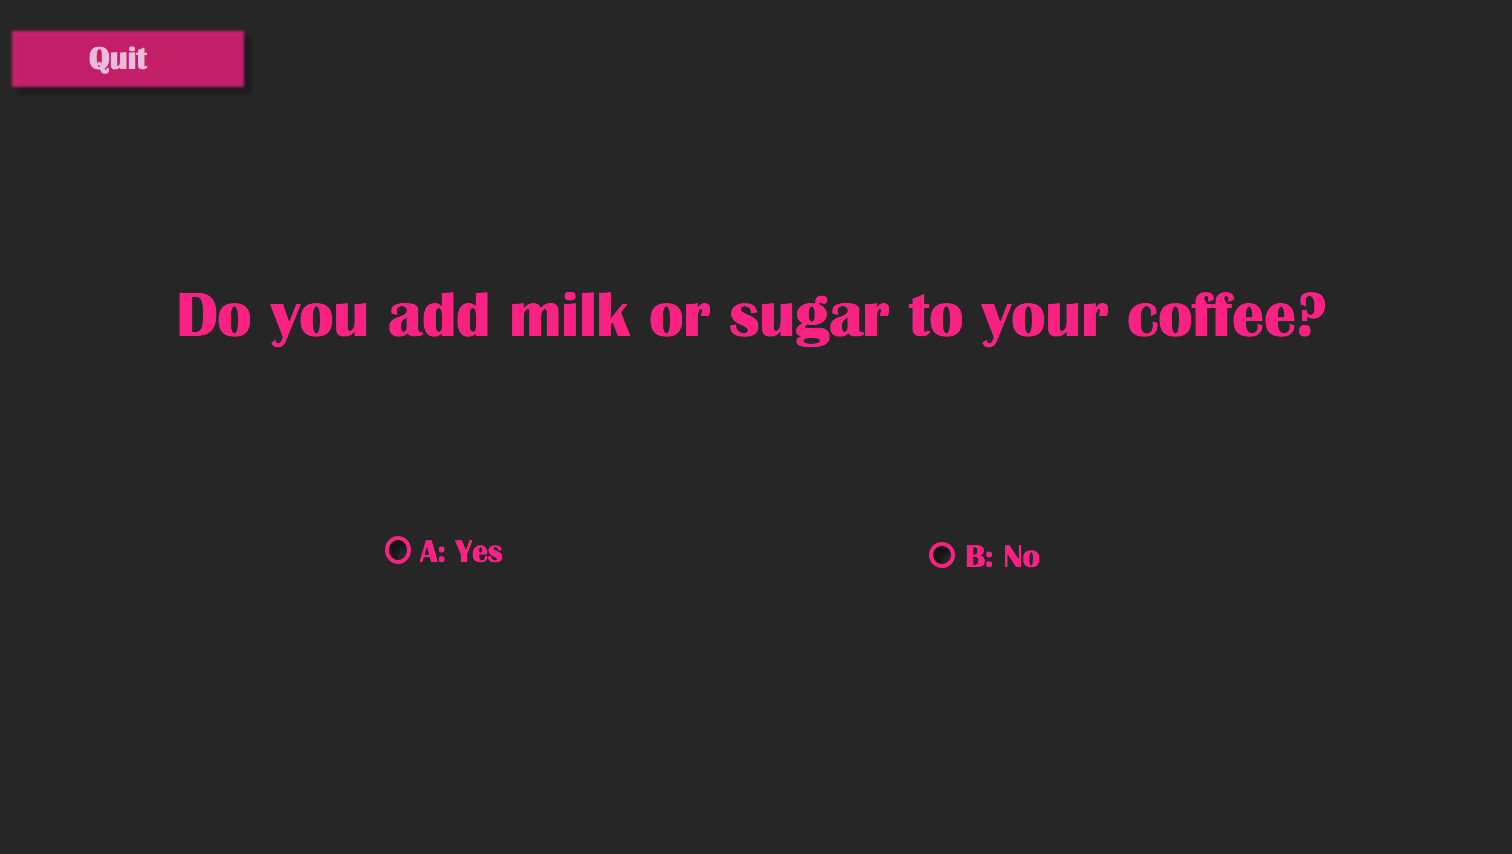 Quit
Do you add milk or sugar to your coffee?
A: Yes
B: No